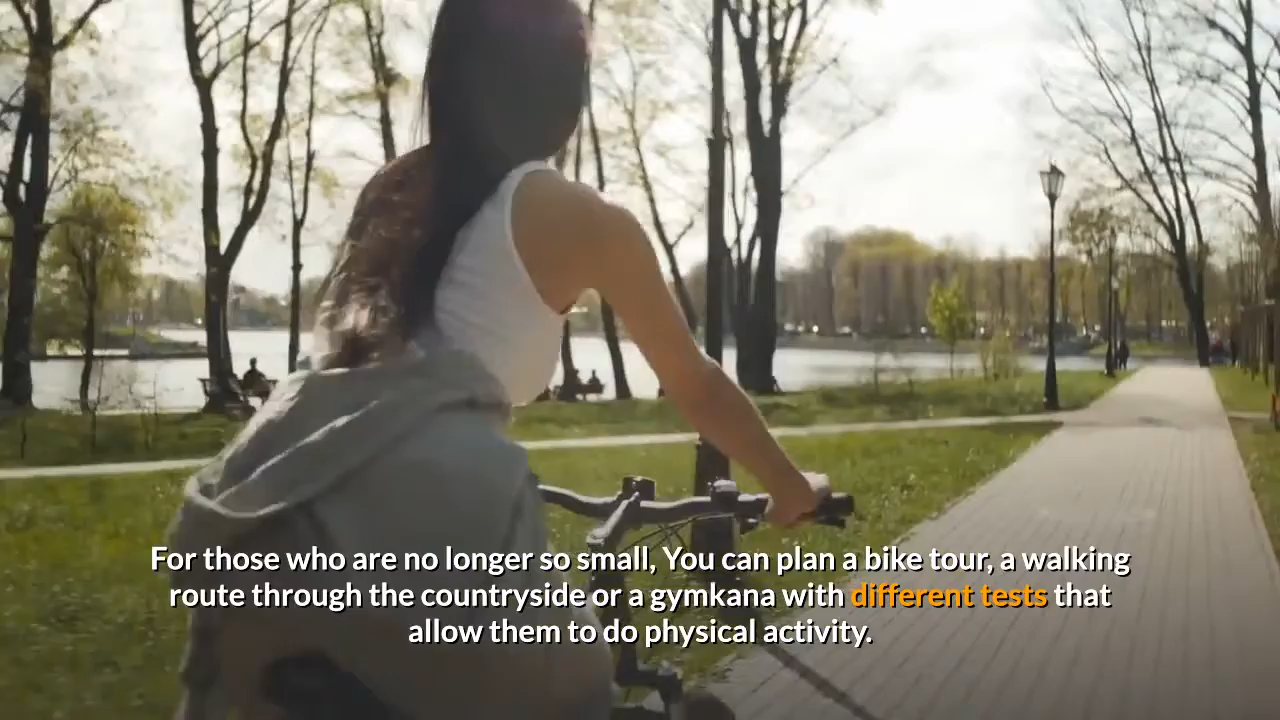 For those who are no longer so small, You can plan a bike tour, a walking
route through the countryside or a gymkana with different tests that
allow them to do physical activity.